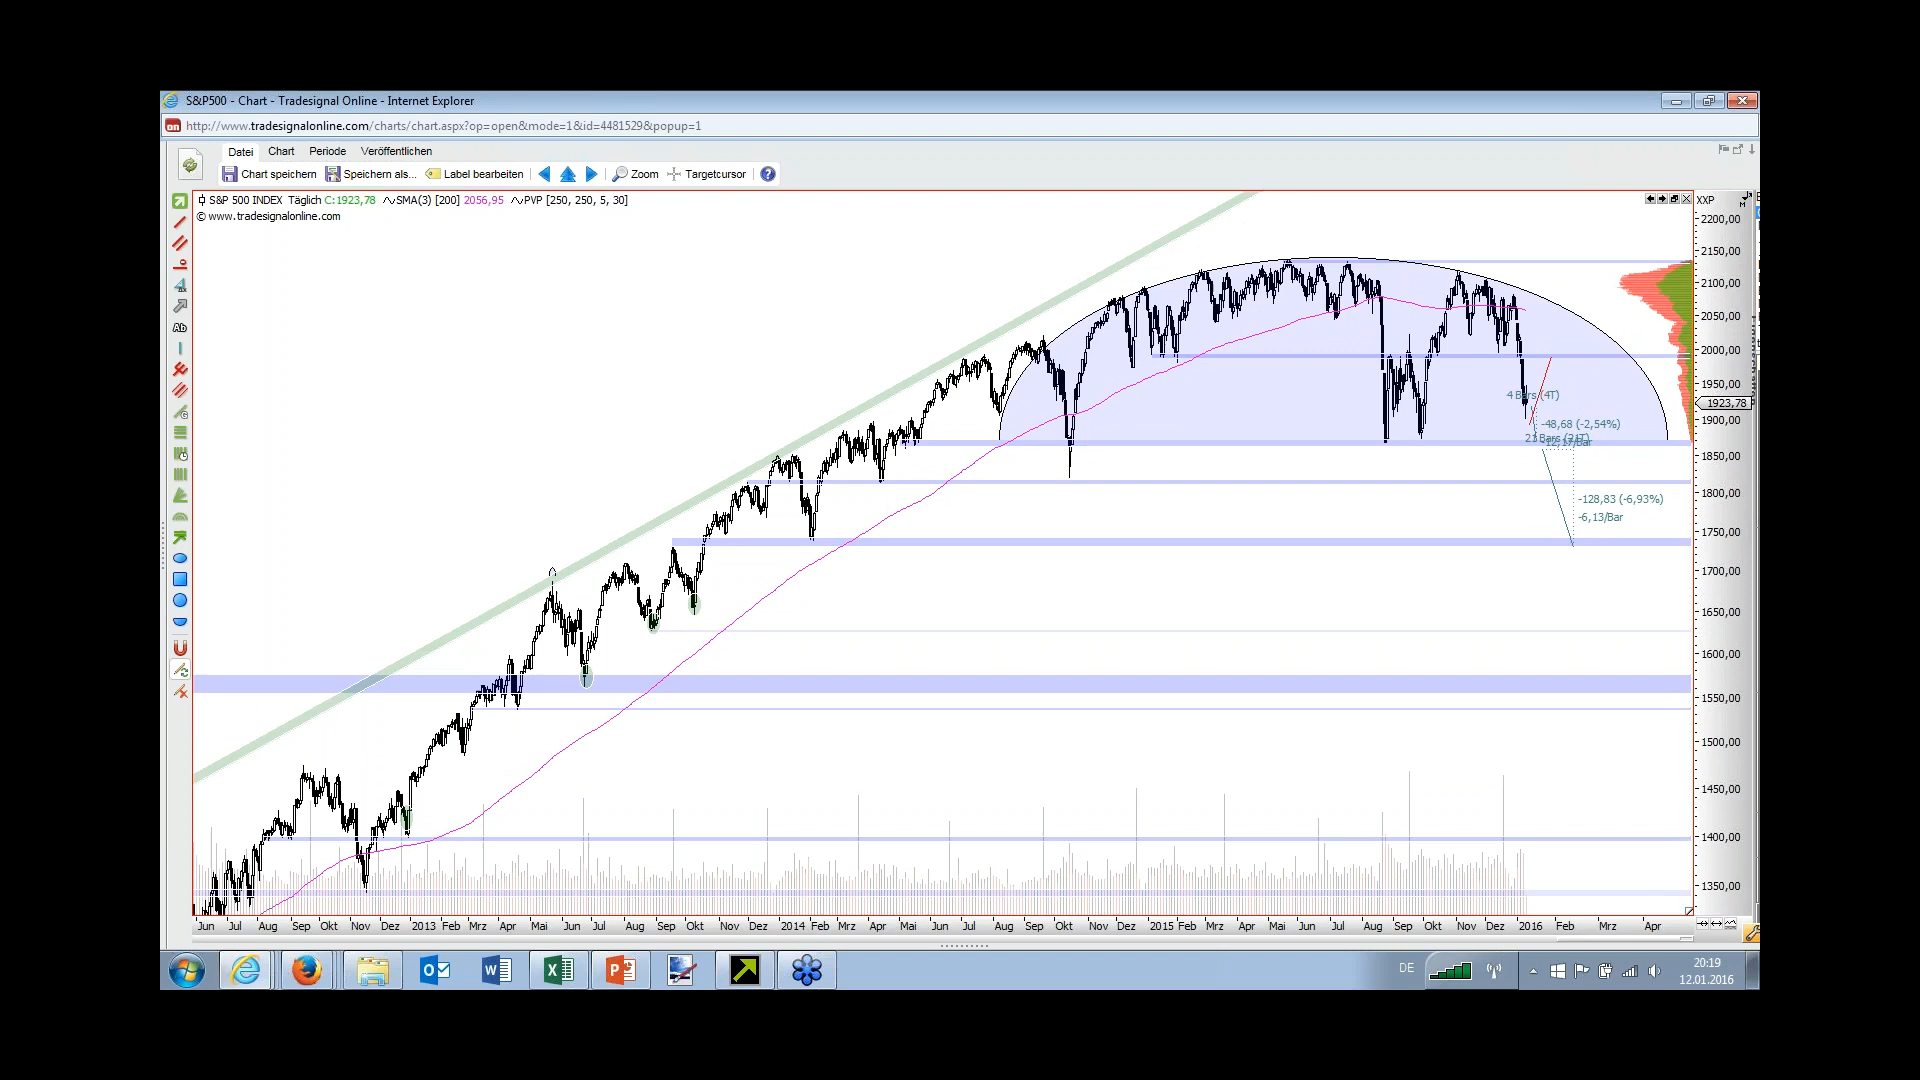 S&P500 - Chart - Tradesignal Online - Internet Explorer
on http://www.tradesignalonline.com/charts/chart.aspx?op=open&mode=1&id=4481529&popup=1
Datei Chart Periode Veröffentlichen
Chart speichern Speichern als... Label bearbeiten Zoom Targetcursor ?
S&P 500 INDEX Täglich C:1923,78 SMA(3) [200] 2056,95 PVP [250, 250, 5, 30] XXP
© www.tradesignalonline.com
2200,00
2150,00
2100,00
2050,00
2000,00
1950,00
1923,78
1900,00
1850,00
1800,00
1750,00
1700,00
1650,00
1600,00
1550,00
1500,00
1450,00
1400,00
1350,00
Ab
4 Bars (4T)
-48,68 (-2,54%)
-128,83 (-6,93%)
-6,13/Bar
Jun Jul Aug Sep Okt Nov Dez 2013 Feb Mrz Apr Mai Jun Jul Aug Sep Okt Nov Dez 2014 Feb Mrz Apr Mai Jun Jul Aug Sep Okt Nov Dez 2015 Feb Mrz Apr Mai Jun Jul Aug Sep Okt Nov Dez 2016 Feb Mrz Apr
DE 20:19
12.01.2016